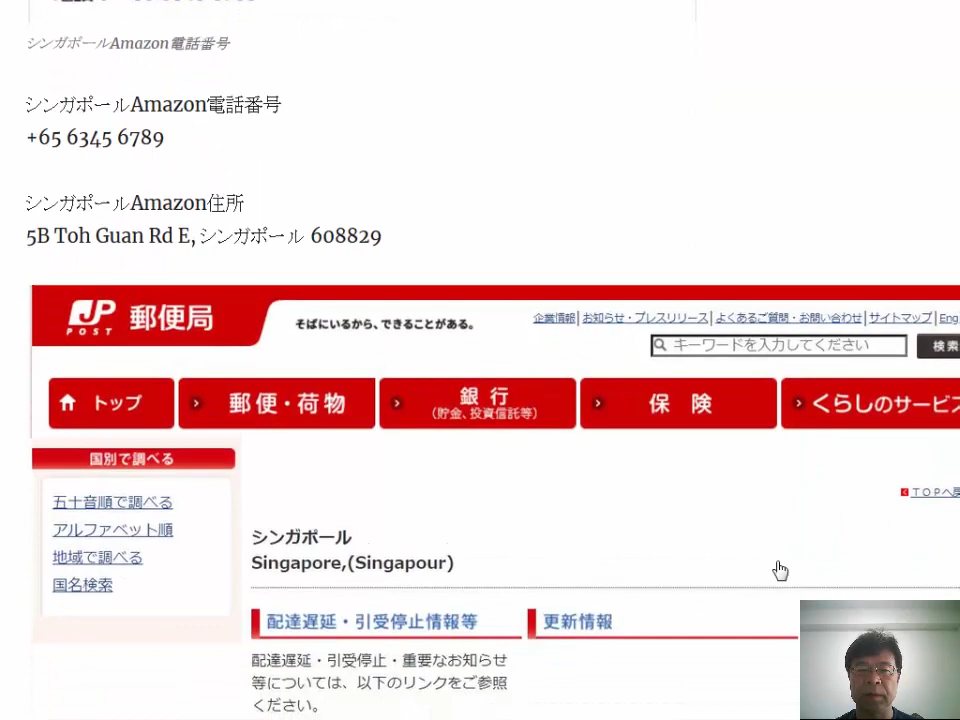 シンガポールAmazon電話番号
シンガポールAmazon電話番号
+65 6345 6789
シンガポールAmazon住所
5B Toh Guan Rd E, シンガポール 608829
JP POST 郵便局
そばにいるから、できることがある。
企業情報 | お知らせ・プレスリリース | よくあるご質問・お問い合わせ | サイトマップ | Eng
キーワードを入力してください
検索
トップ
郵便・荷物
銀行
(貯金、投資信託等)
保険
くらしのサービス
国別で調べる
五十音順で調べる
アルファベット順
地域で調べる
国名検索
TOPへ戻
シンガポール
Singapore,(Singapour)
配達遅延・引受停止情報等
更新情報
配達遅延・引受停止・重要なお知らせ
等については、以下のリンクをご参照
ください。